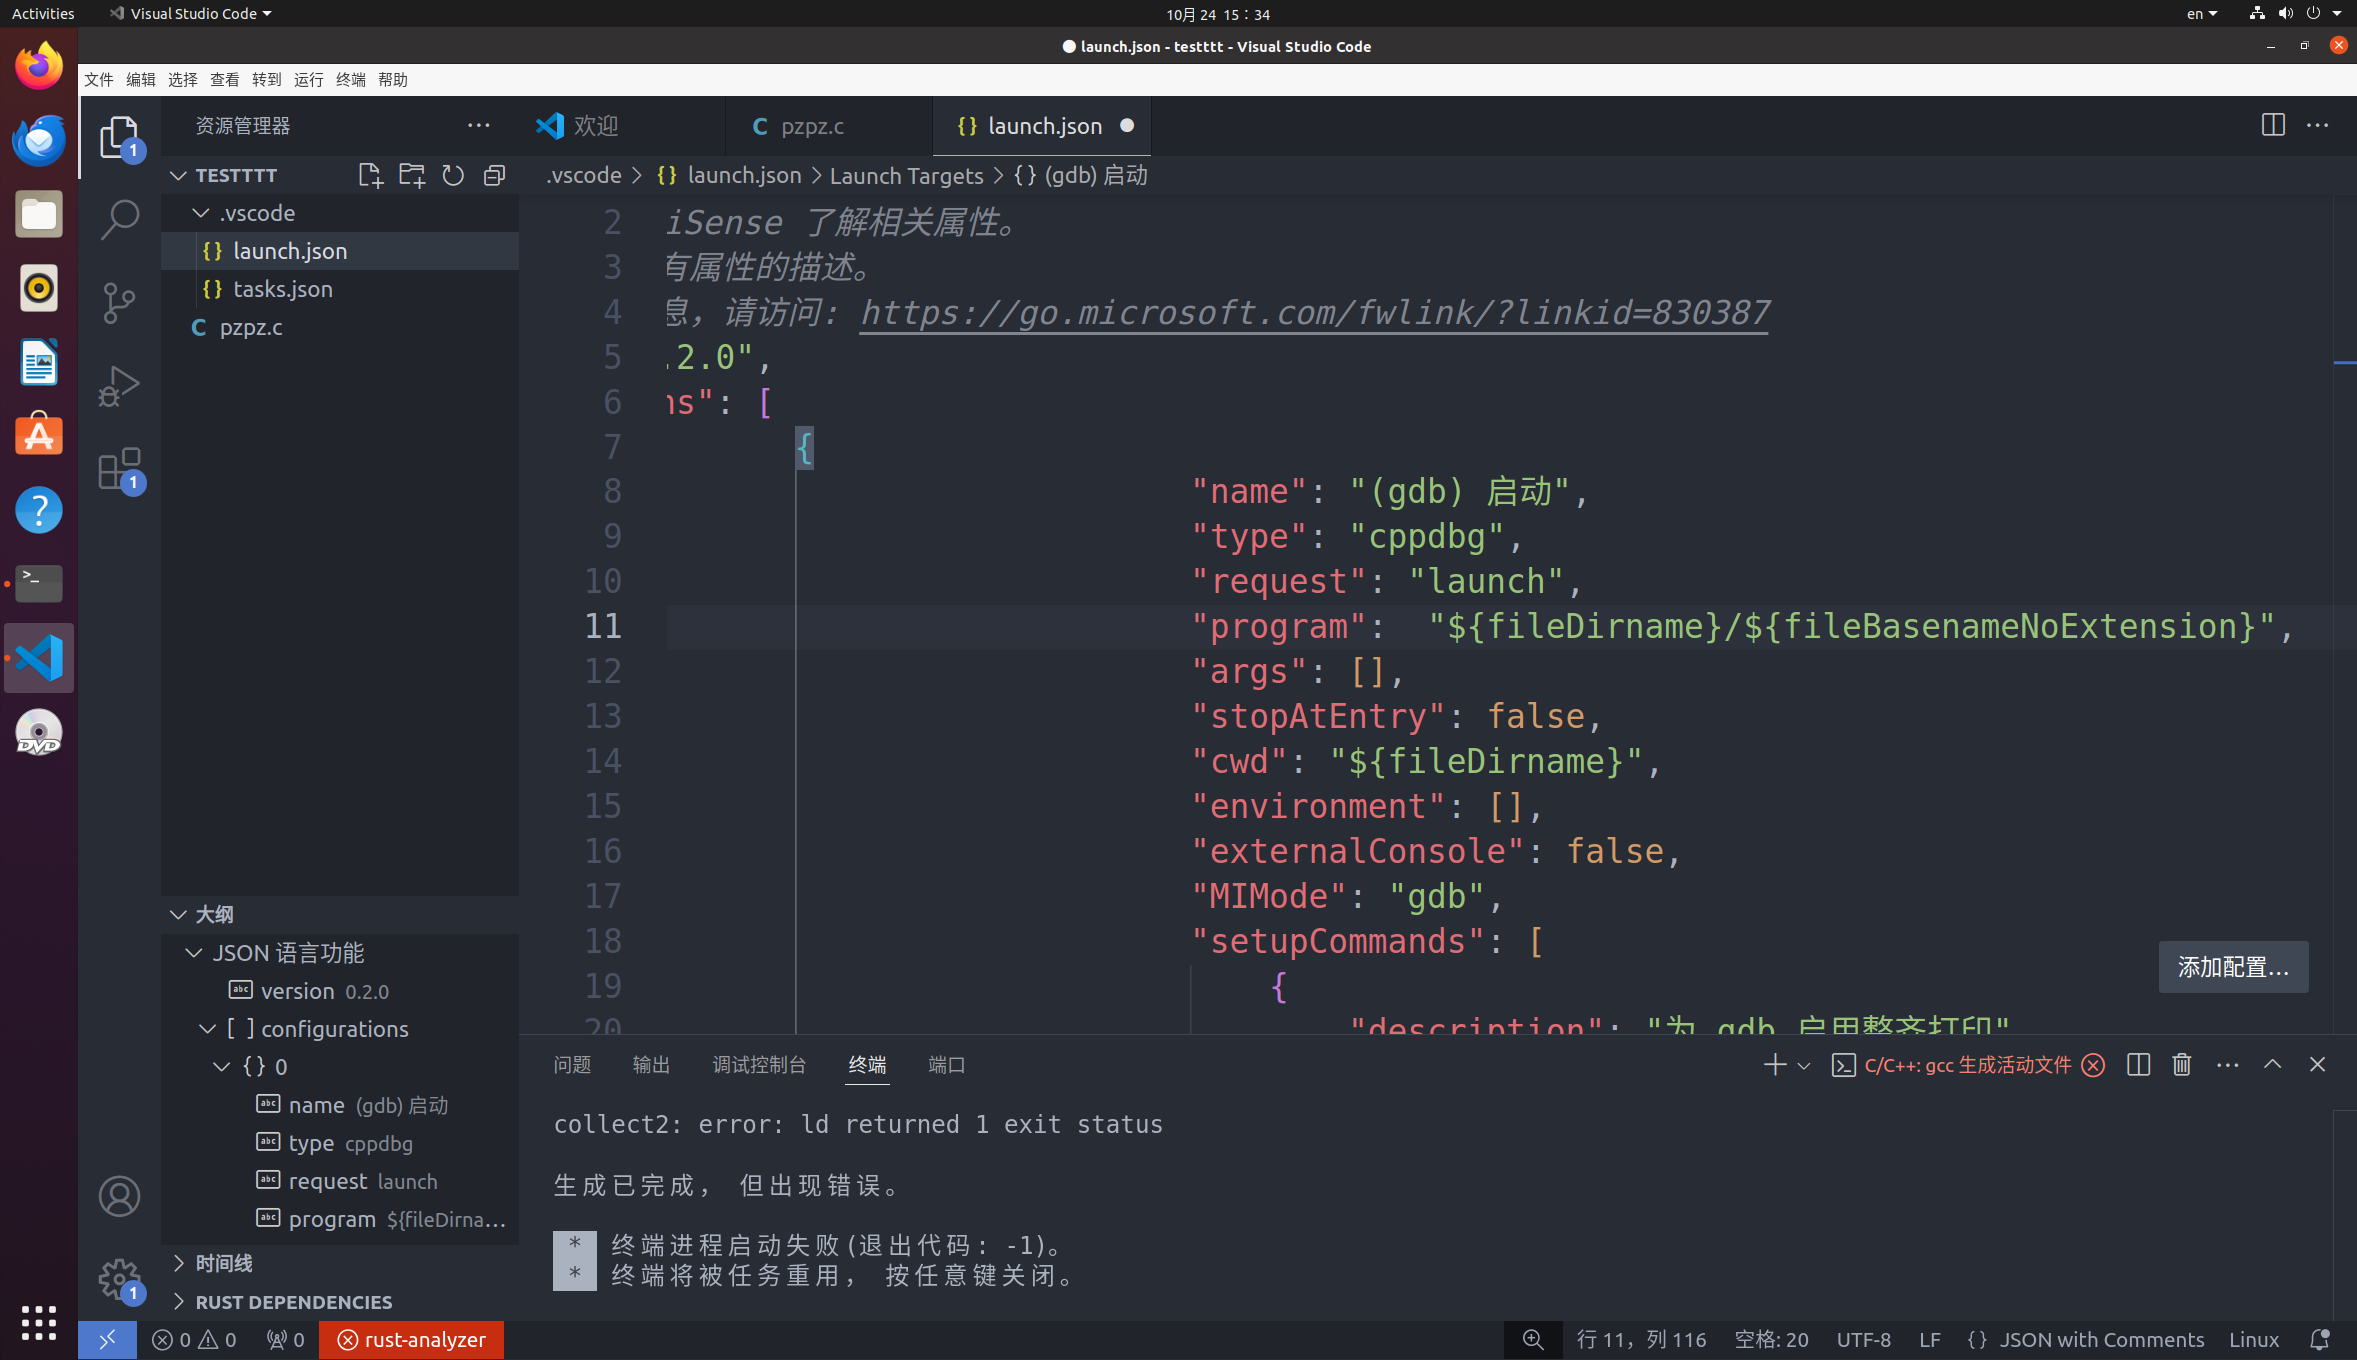 Activities
Visual Studio Code
10月 24 15：34
en
launch.json - testttt - Visual Studio Code
文件 编辑 选择 查看 转到 运行 终端 帮助
资源管理器
欢迎
C pzpz.c
{} launch.json
1
TESTTTT
.vscode
{} launch.json
{} tasks.json
C pzpz.c
1
.vscode > {} launch.json > Launch Targets > {} (gdb) 启动
2 iSense 了解相关属性。
3 有属性的描述。
4 息，请访问: https://go.microsoft.com/fwlink/?linkid=830387
5 .2.0",
6 ns": [
7 {
8 "name": "(gdb) 启动",
9 "type": "cppdbg",
10 "request": "launch",
11 "program":  "${fileDirname}/${fileBasenameNoExtension}",
12 "args": [],
13 "stopAtEntry": false,
14 "cwd": "${fileDirname}",
15 "environment": [],
16 "externalConsole": false,
17 "MIMode": "gdb",
18 "setupCommands": [
19 {
20 "description": "为 gdb 启用整齐打印"
添加配置...
大纲
JSON 语言功能
abc version 0.2.0
[ ] configurations
{} 0
abc name (gdb) 启动
abc type cppdbg
abc request launch
abc program ${fileDirna...
时间线
RUST DEPENDENCIES
1
问题 输出 调试控制台 终端 端口
C/C++: gcc 生成活动文件
collect2: error: ld returned 1 exit status
生成已完成， 但出现错误。
* 终端进程启动失败(退出代码: -1)。
* 终端将被任务重用， 按任意键关闭。
0 0 0 rust-analyzer
行 11，列 116 空格: 20 UTF-8 LF {} JSON with Comments Linux
>_
?
A
DVD